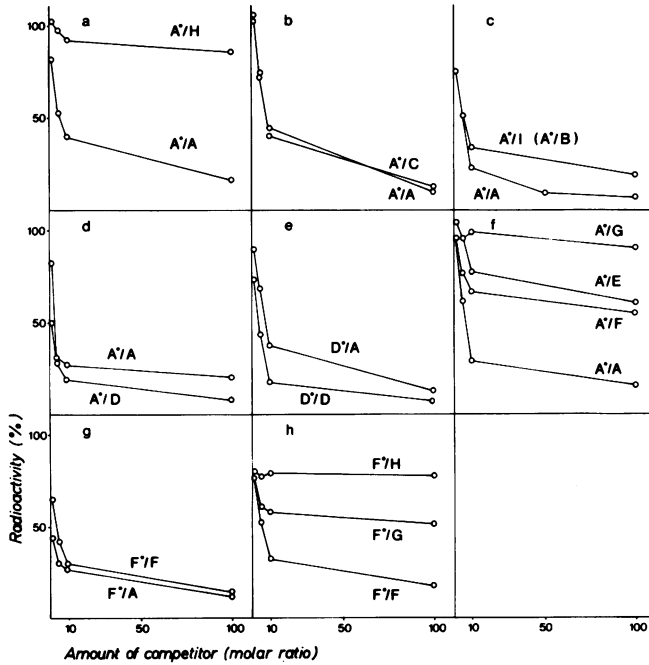 a
b
c
100
50
A*/H
A*/A
A*/C
A*/A
A*/I (A*/B)
A*/A
d
e
f
100
50
A*/A
A*/D
D*/A
D*/D
A*/G
A*/E
A*/F
A*/A
g
h
100
50
F*/F
F*/A
F*/H
F*/G
F*/F
10 50 100
10 50 100
10 50 100
Radioactivity (%)
Amount of competitor (molar ratio)